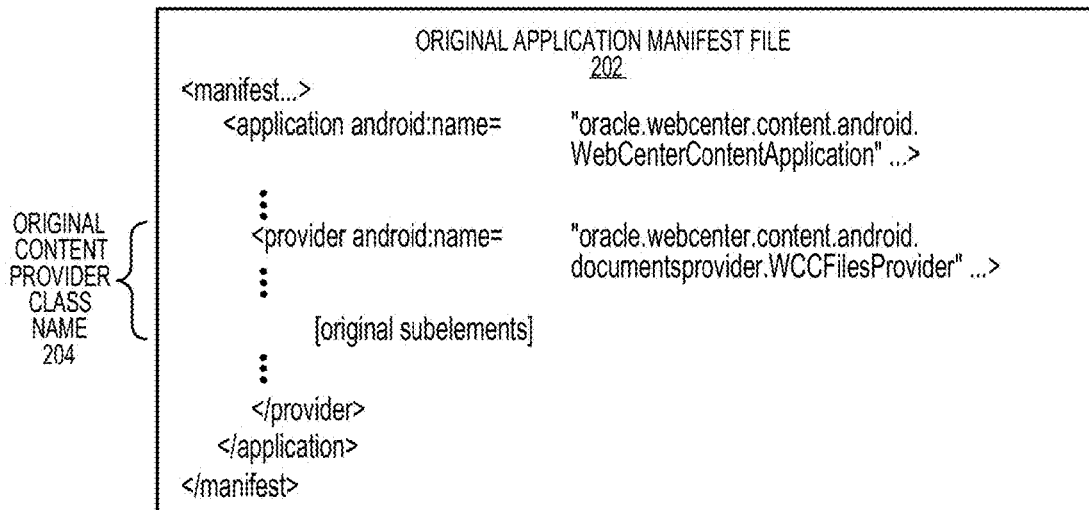 ORIGINAL APPLICATION MANIFEST FILE
202
<manifest...>
<application android:name= "oracle.webcenter.content.android.
WebCenterContentApplication" ...>
ORIGINAL
CONTENT
PROVIDER
CLASS
NAME
204
<provider android:name= "oracle.webcenter.content.android.
documentsprovider.WCCFilesProvider" ...>
[original subelements]
</provider>
</application>
</manifest>